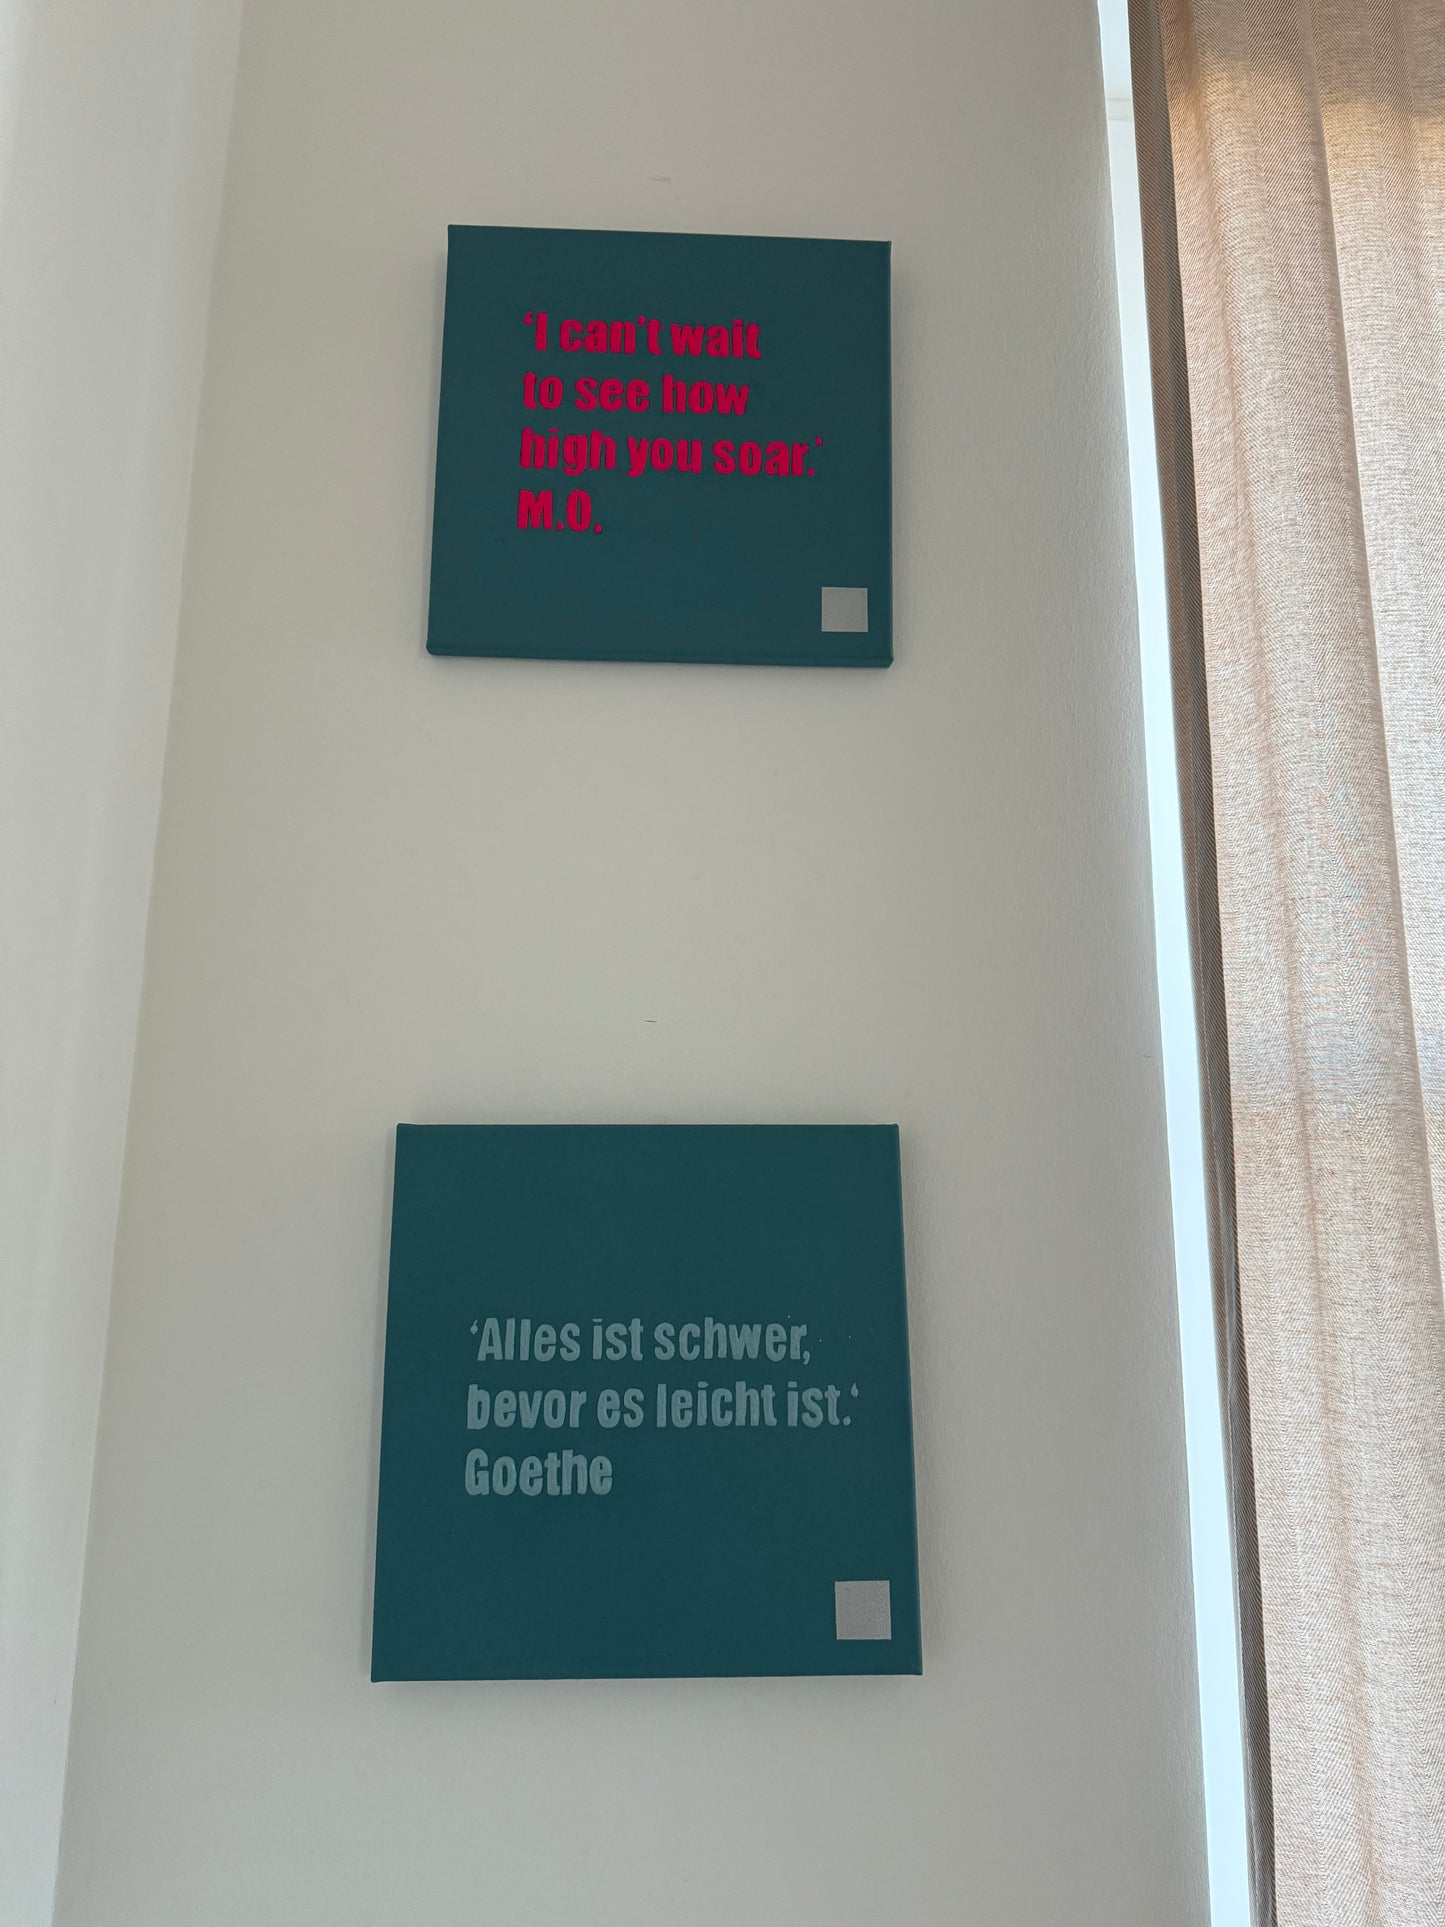 ‘I can't wait
to see how
high you soar.’
M.O.
‘Alles ist schwer,
bevor es leicht ist.‘
Goethe